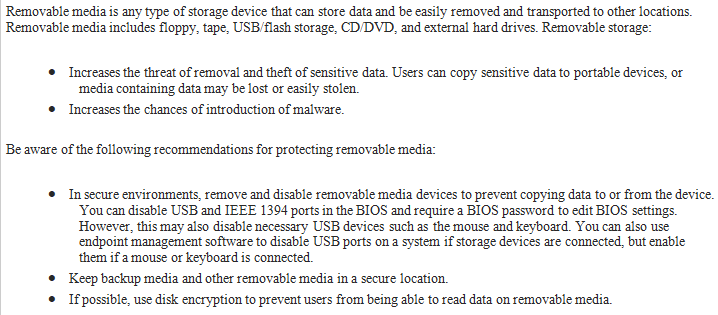 Removable media is any type of storage device that can store data and be easily removed and transported to other locations.
Removable media includes floppy, tape, USB/flash storage, CD/DVD, and external hard drives. Removable storage:
• Increases the threat of removal and theft of sensitive data. Users can copy sensitive data to portable devices, or
media containing data may be lost or easily stolen.
• Increases the chances of introduction of malware.
Be aware of the following recommendations for protecting removable media:
• In secure environments, remove and disable removable media devices to prevent copying data to or from the device.
You can disable USB and IEEE 1394 ports in the BIOS and require a BIOS password to edit BIOS settings.
However, this may also disable necessary USB devices such as the mouse and keyboard. You can also use
endpoint management software to disable USB ports on a system if storage devices are connected, but enable
them if a mouse or keyboard is connected.
• Keep backup media and other removable media in a secure location.
• If possible, use disk encryption to prevent users from being able to read data on removable media.